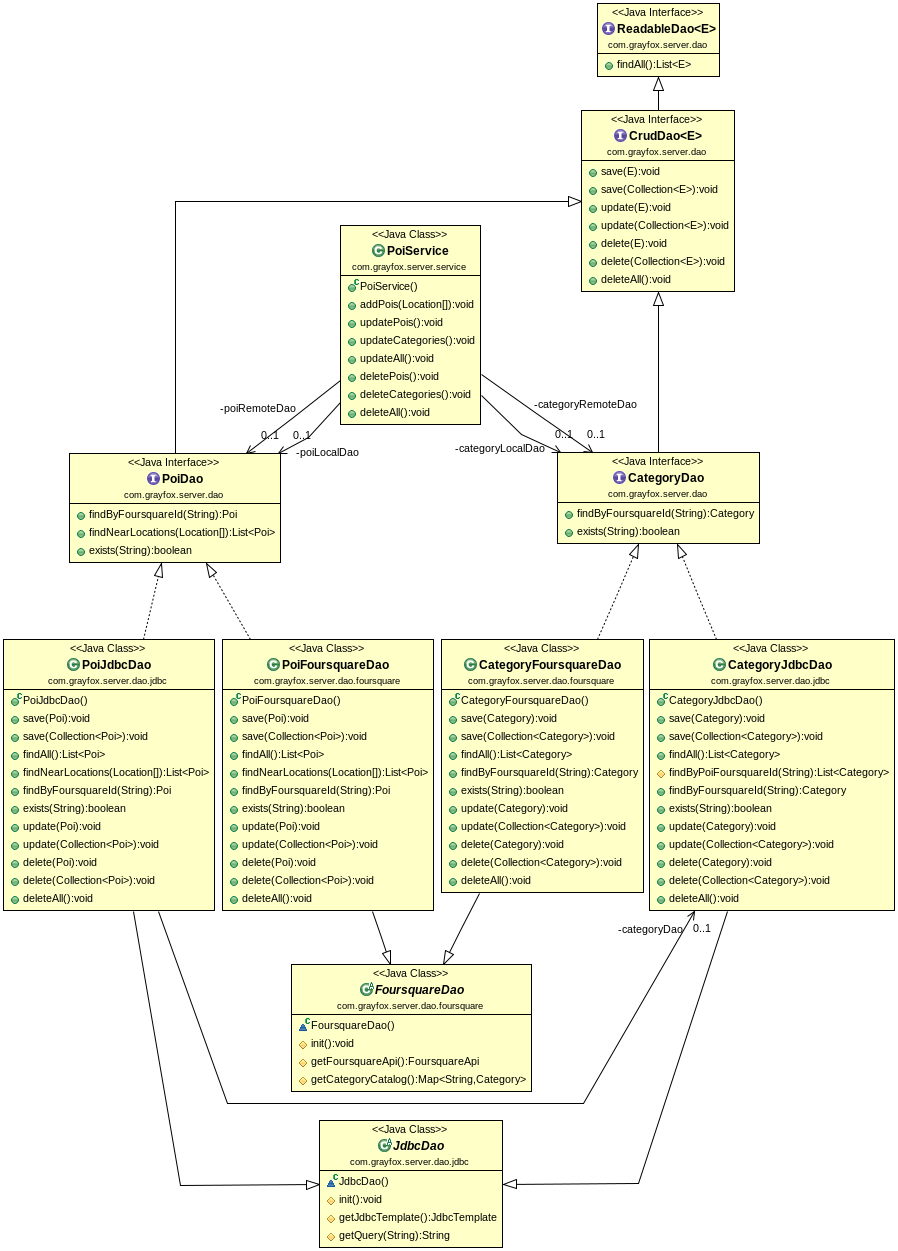 <<Java Interface>>
ReadableDao<E>
com.grayfox.server.dao
findAll():List<E>
<<Java Interface>>
CrudDao<E>
com.grayfox.server.dao
save(E):void
save(Collection<E>):void
update(E):void
update(Collection<E>):void
delete(E):void
delete(Collection<E>):void
deleteAll():void
<<Java Class>>
PoiService
com.grayfox.server.service
PoiService()
addPois(Location[]):void
updatePois():void
updateCategories():void
updateAll():void
deletePois():void
deleteCategories():void
deleteAll():void
-poiRemoteDao
0..1
0..1
-poiLocalDao
-categoryRemoteDao
0..1
0..1
-categoryLocalDao
<<Java Interface>>
PoiDao
com.grayfox.server.dao
findByFoursquareId(String):Poi
findNearLocations(Location[]):List<Poi>
exists(String):boolean
<<Java Interface>>
CategoryDao
com.grayfox.server.dao
findByFoursquareId(String):Category
exists(String):boolean
<<Java Class>>
PoiJdbcDao
com.grayfox.server.dao.jdbc
PoiJdbcDao()
save(Poi):void
save(Collection<Poi>):void
findAll():List<Poi>
findNearLocations(Location[]):List<Poi>
findByFoursquareId(String):Poi
exists(String):boolean
update(Poi):void
update(Collection<Poi>):void
delete(Poi):void
delete(Collection<Poi>):void
deleteAll():void
<<Java Class>>
PoiFoursquareDao
com.grayfox.server.dao.foursquare
PoiFoursquareDao()
save(Poi):void
save(Collection<Poi>):void
findAll():List<Poi>
findNearLocations(Location[]):List<Poi>
findByFoursquareId(String):Poi
exists(String):boolean
update(Poi):void
update(Collection<Poi>):void
delete(Poi):void
delete(Collection<Poi>):void
deleteAll():void
<<Java Class>>
CategoryFoursquareDao
com.grayfox.server.dao.foursquare
CategoryFoursquareDao()
save(Category):void
save(Collection<Category>):void
findAll():List<Category>
findByFoursquareId(String):Category
exists(String):boolean
update(Category):void
update(Collection<Category>):void
delete(Category):void
delete(Collection<Category>):void
deleteAll():void
<<Java Class>>
CategoryJdbcDao
com.grayfox.server.dao.jdbc
CategoryJdbcDao()
save(Category):void
save(Collection<Category>):void
findAll():List<Category>
findByPoiFoursquareId(String):List<Category>
findByFoursquareId(String):Category
exists(String):boolean
update(Category):void
update(Collection<Category>):void
delete(Category):void
delete(Collection<Category>):void
deleteAll():void
-categoryDao
0..1
<<Java Class>>
FoursquareDao
com.grayfox.server.dao.foursquare
FoursquareDao()
init():void
getFoursquareApi():FoursquareApi
getCategoryCatalog():Map<String,Category>
<<Java Class>>
JdbcDao
com.grayfox.server.dao.jdbc
JdbcDao()
init():void
getJdbcTemplate():JdbcTemplate
getQuery(String):String